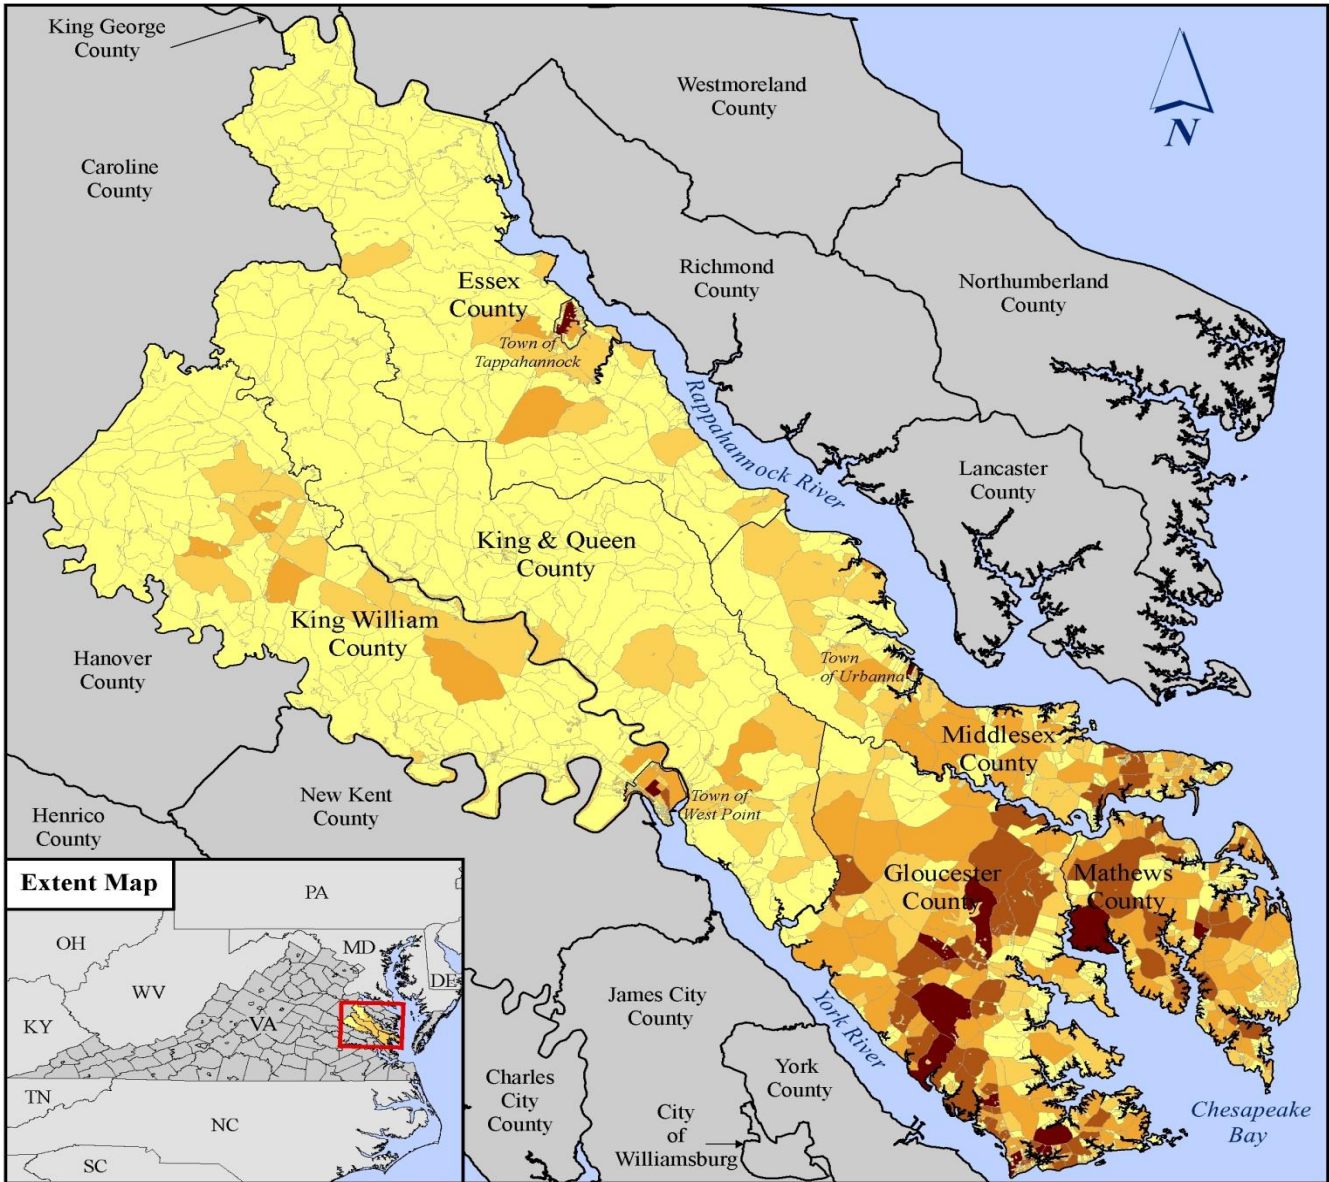 King George
County
Westmoreland
County
N
Caroline
County
Richmond
County
Northumberland
County
Essex
County
Town of
Tappahannock
Rappahannock River
Lancaster
County
King & Queen
County
King William
County
Hanover
County
Town
of Urbanna
Middlesex
County
New Kent
County
Town of
West Point
Henrico
County
Gloucester
County
Mathews
County
James City
County
York River
York
County
Charles
City
County
City
of
Williamsburg
Chesapeake
Bay
Extent Map
PA
OH
MD
DE
WV
KY
VA
TN
NC
SC